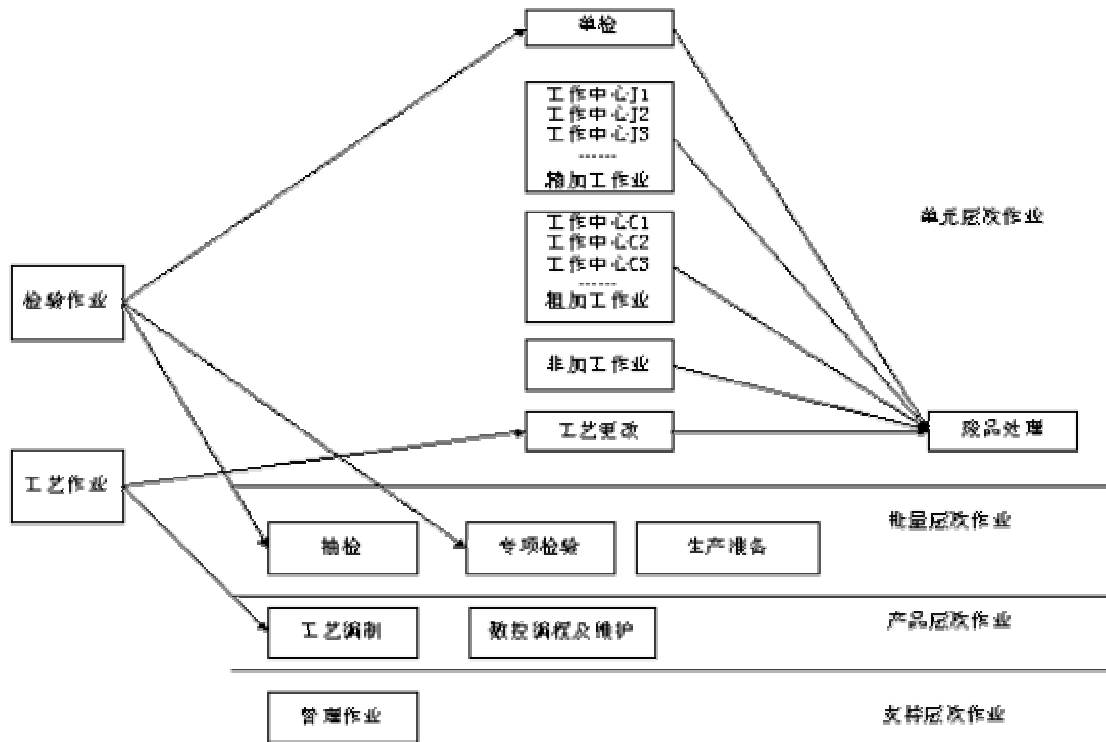 单检
工作中心J1
工作中心J2
工作中心J3
------
精加工作业
单元层次作业
工作中心C1
工作中心C2
工作中心C3
------
粗加工作业
检验作业
非加工作业
工艺更改
废品处理
工艺作业
批量层次作业
抽检
专项检验
生产准备
产品层次作业
工艺编制
数控编程及维护
管理作业
支持层次作业